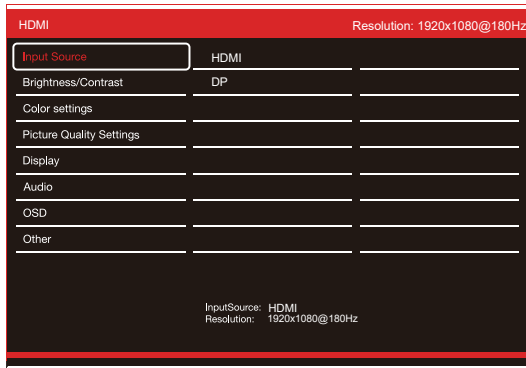 HDMI Resolution: 1920x1080@180Hz
Input Source HDMI
Brightness/Contrast DP
Color settings
Picture Quality Settings
Display
Audio
OSD
Other
InputSource: HDMI
Resolution: 1920x1080@180Hz